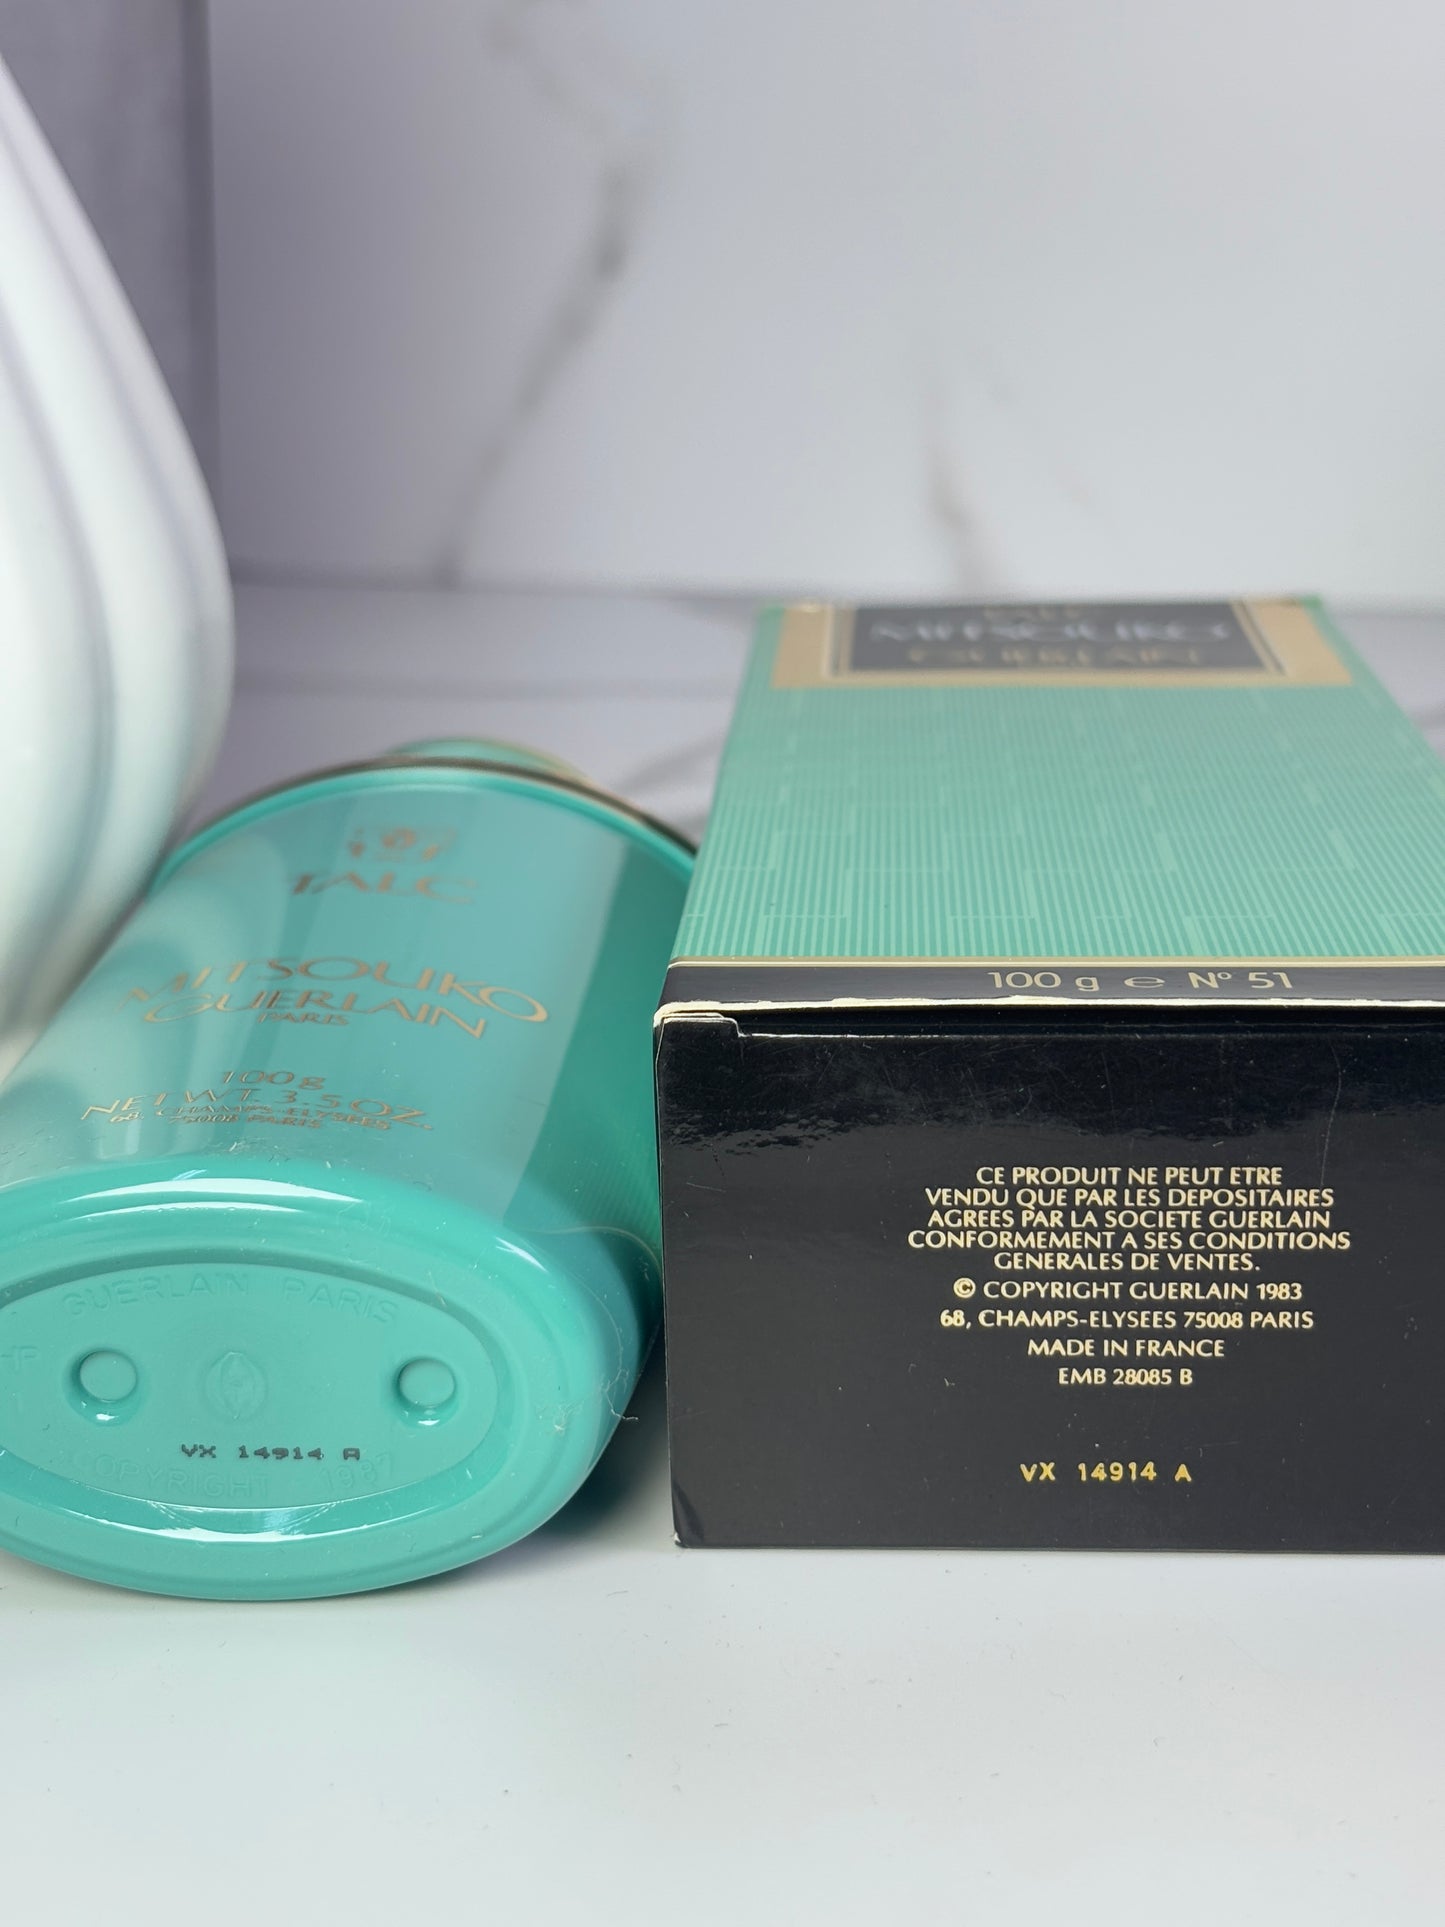 TALC
MITSOUKO
GUERLAIN
PARIS
100 g
NET WT. 3.5 OZ.
68, CHAMPS-ELYSEES
75008 PARIS
GUERLAIN PARIS
VX 14914 A
COPYRIGHT
MITSOUKO
GUERLAIN
100 g e N° 51
CE PRODUIT NE PEUT ETRE
VENDU QUE PAR LES DEPOSITAIRES
AGREES PAR LA SOCIETE GUERLAIN
CONFORMEMENT A SES CONDITIONS
GENERALES DE VENTES.
© COPYRIGHT GUERLAIN 1983
68, CHAMPS-ELYSEES 75008 PARIS
MADE IN FRANCE
EMB 28085 B
VX 14914 A